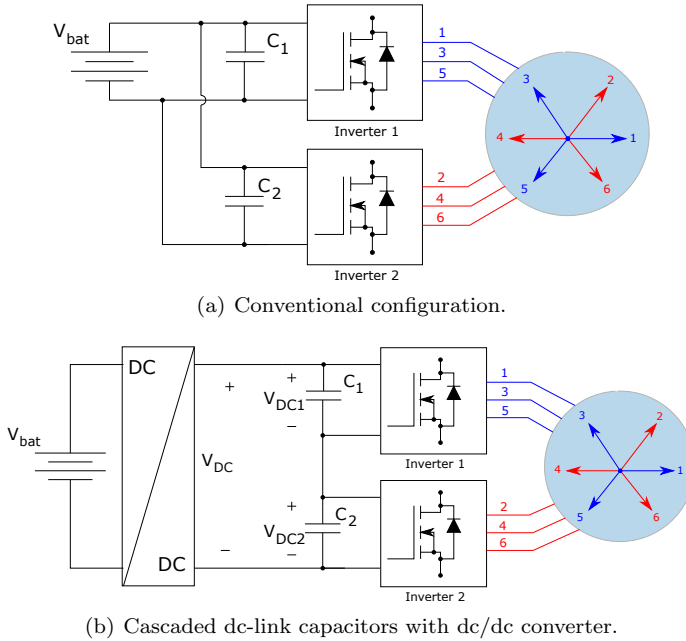 V_bat
C_1
1
3
5
Inverter 1
C_2
2
4
6
Inverter 2
3
2
4
1
5
6
(a) Conventional configuration.
V_bat
DC
DC
+
V_DC
−
+
V_DC1
−
C_1
+
V_DC2
−
C_2
1
3
5
Inverter 1
2
4
6
Inverter 2
3
2
4
1
5
6
(b) Cascaded dc-link capacitors with dc/dc converter.